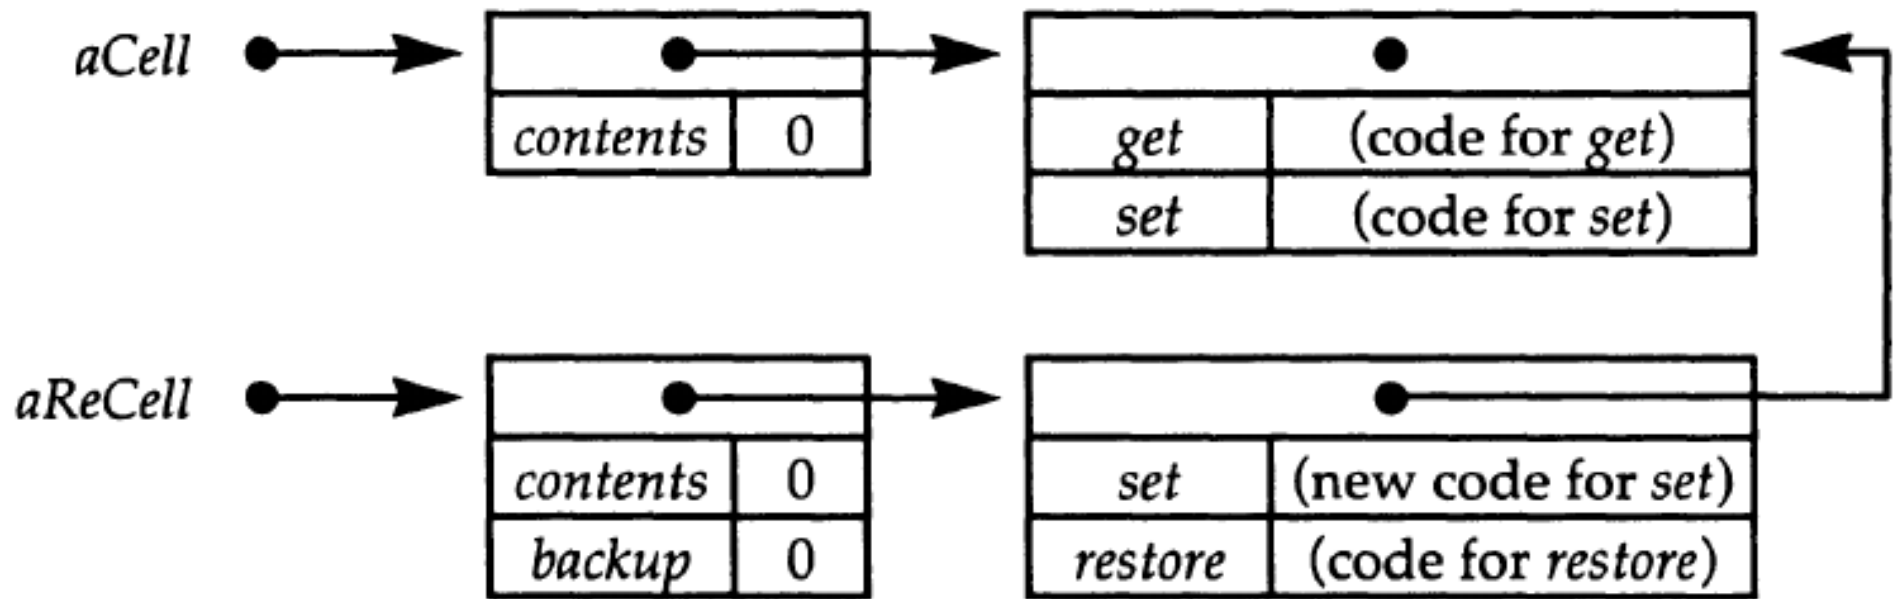 aCell
contents 0
get (code for get)
set (code for set)
aReCell
contents 0 set (new code for set)
backup 0 restore (code for restore)